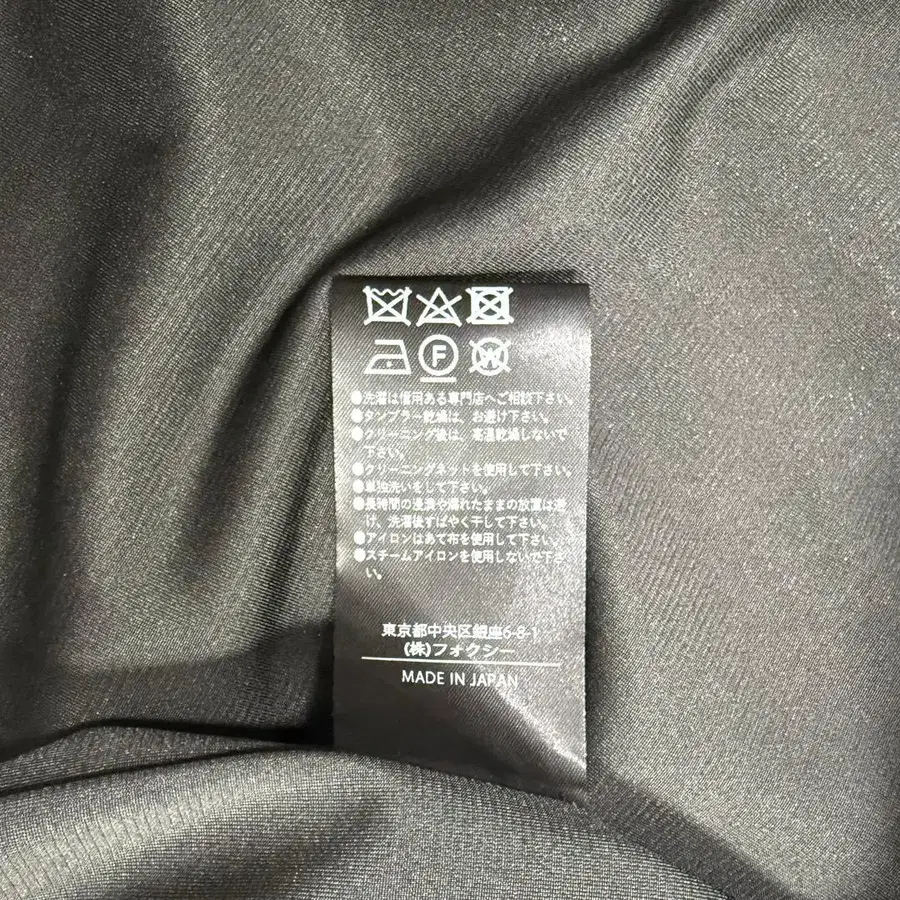 F W
●洗濯は信用ある専門店へご相談下さい。
●タンブラー乾燥は、お避け下さい。
●クリーニング後は、高温乾燥しないで
下さい。
●クリーニングネットを使用して下さい。
●単独洗いをして下さい。
●長時間の浸漬や濡れたままの放置は避
け、洗濯後すばやく干して下さい。
●アイロンはあて布を使用して下さい。
●スチームアイロンを使用しないで下さ
い。
東京都中央区銀座6-8-1
(株)フォクシー
MADE IN JAPAN